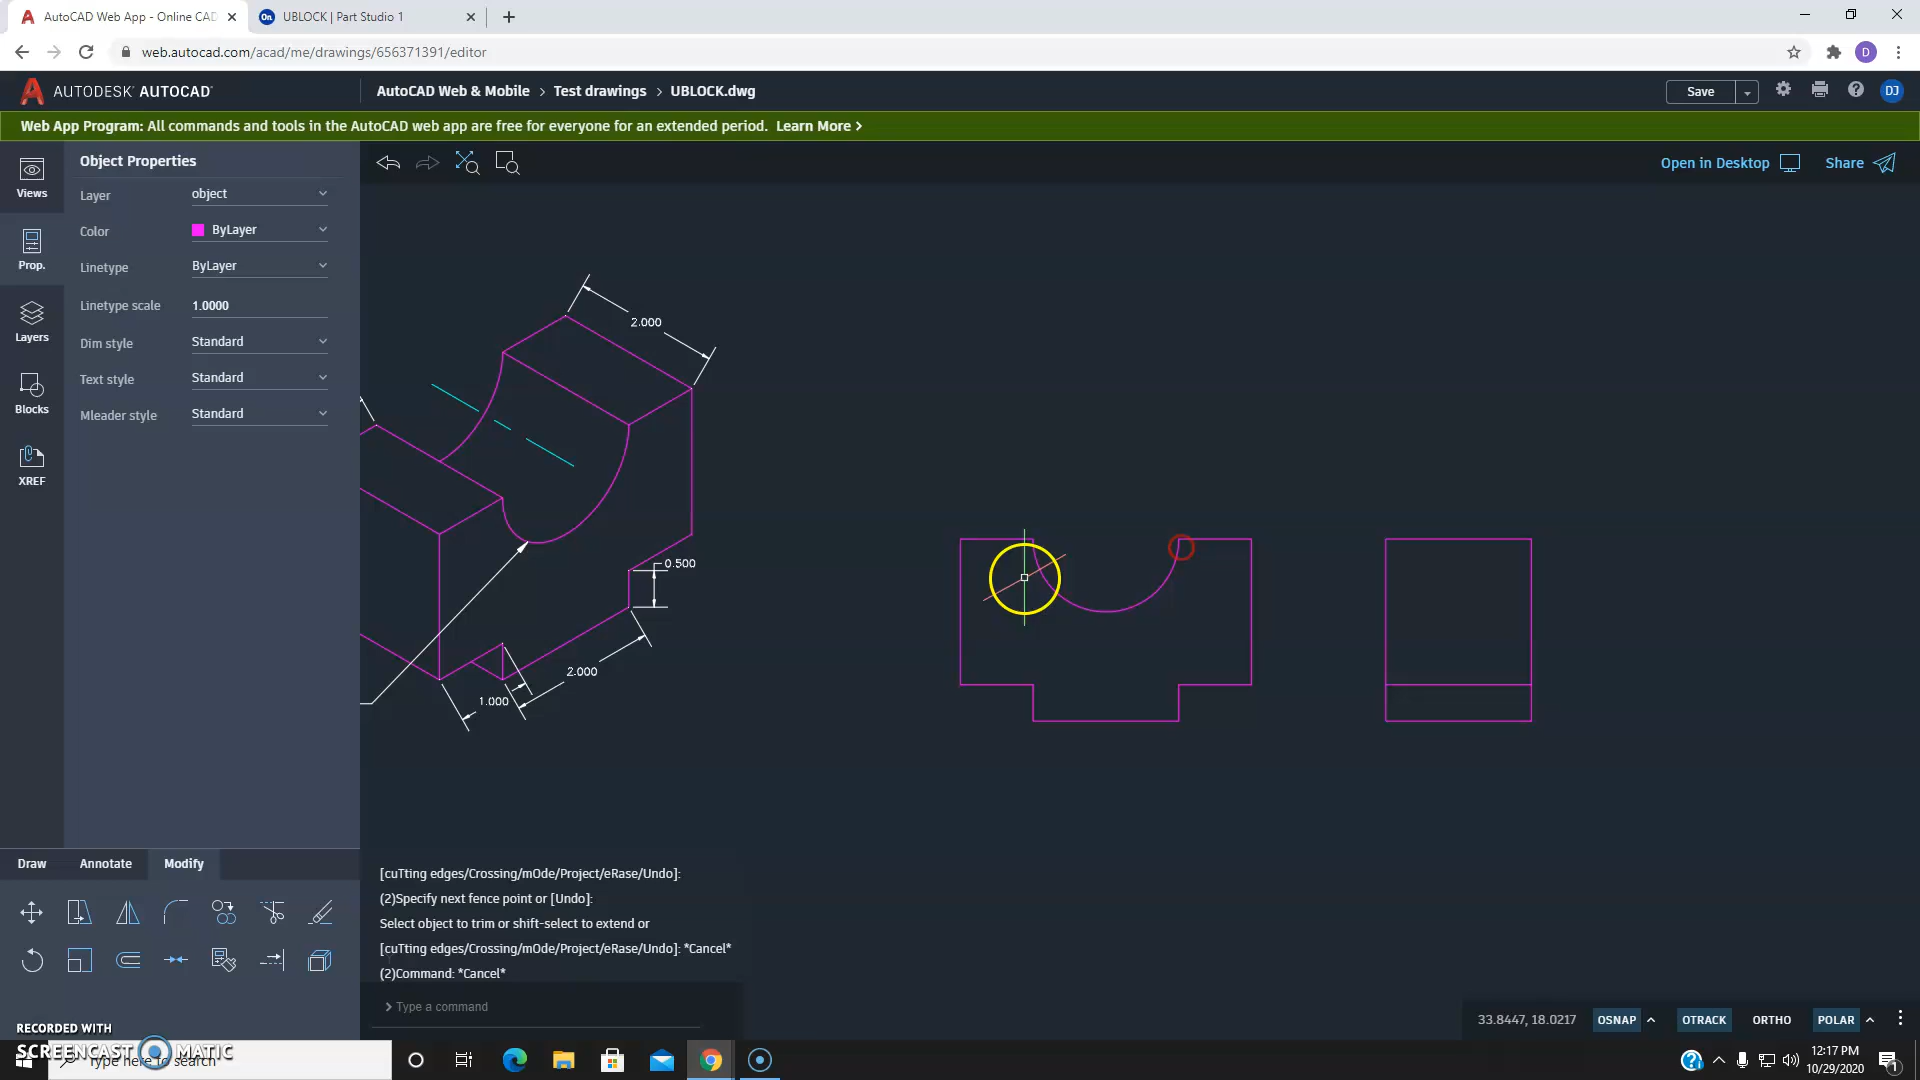 AutoCAD Web App - Online CAD
UBLOCK | Part Studio 1
web.autocad.com/acad/me/drawings/656371391/editor
D
AUTODESK AUTOCAD
AutoCAD Web & Mobile > Test drawings > UBLOCK.dwg
Save
DJ
Web App Program: All commands and tools in the AutoCAD web app are free for everyone for an extended period. Learn More >
Views
Prop.
Layers
Blocks
XREF
Object Properties
Layer object
Color ByLayer
Linetype ByLayer
Linetype scale 1.0000
Dim style Standard
Text style Standard
Mleader style Standard
Open in Desktop
Share
2.000
0.500
2.000
1.000
Draw Annotate Modify
[cuTting edges/Crossing/mOde/Project/eRase/Undo]:
(2)Specify next fence point or [Undo]:
Select object to trim or shift-select to extend or
[cuTting edges/Crossing/mOde/Project/eRase/Undo]: *Cancel*
(2)Command: *Cancel*
> Type a command
33.8447, 18.0217 OSNAP OTRACK ORTHO POLAR
RECORDED WITH
SCREENCAST MATIC
Type here to search
12:17 PM
10/29/2020
1